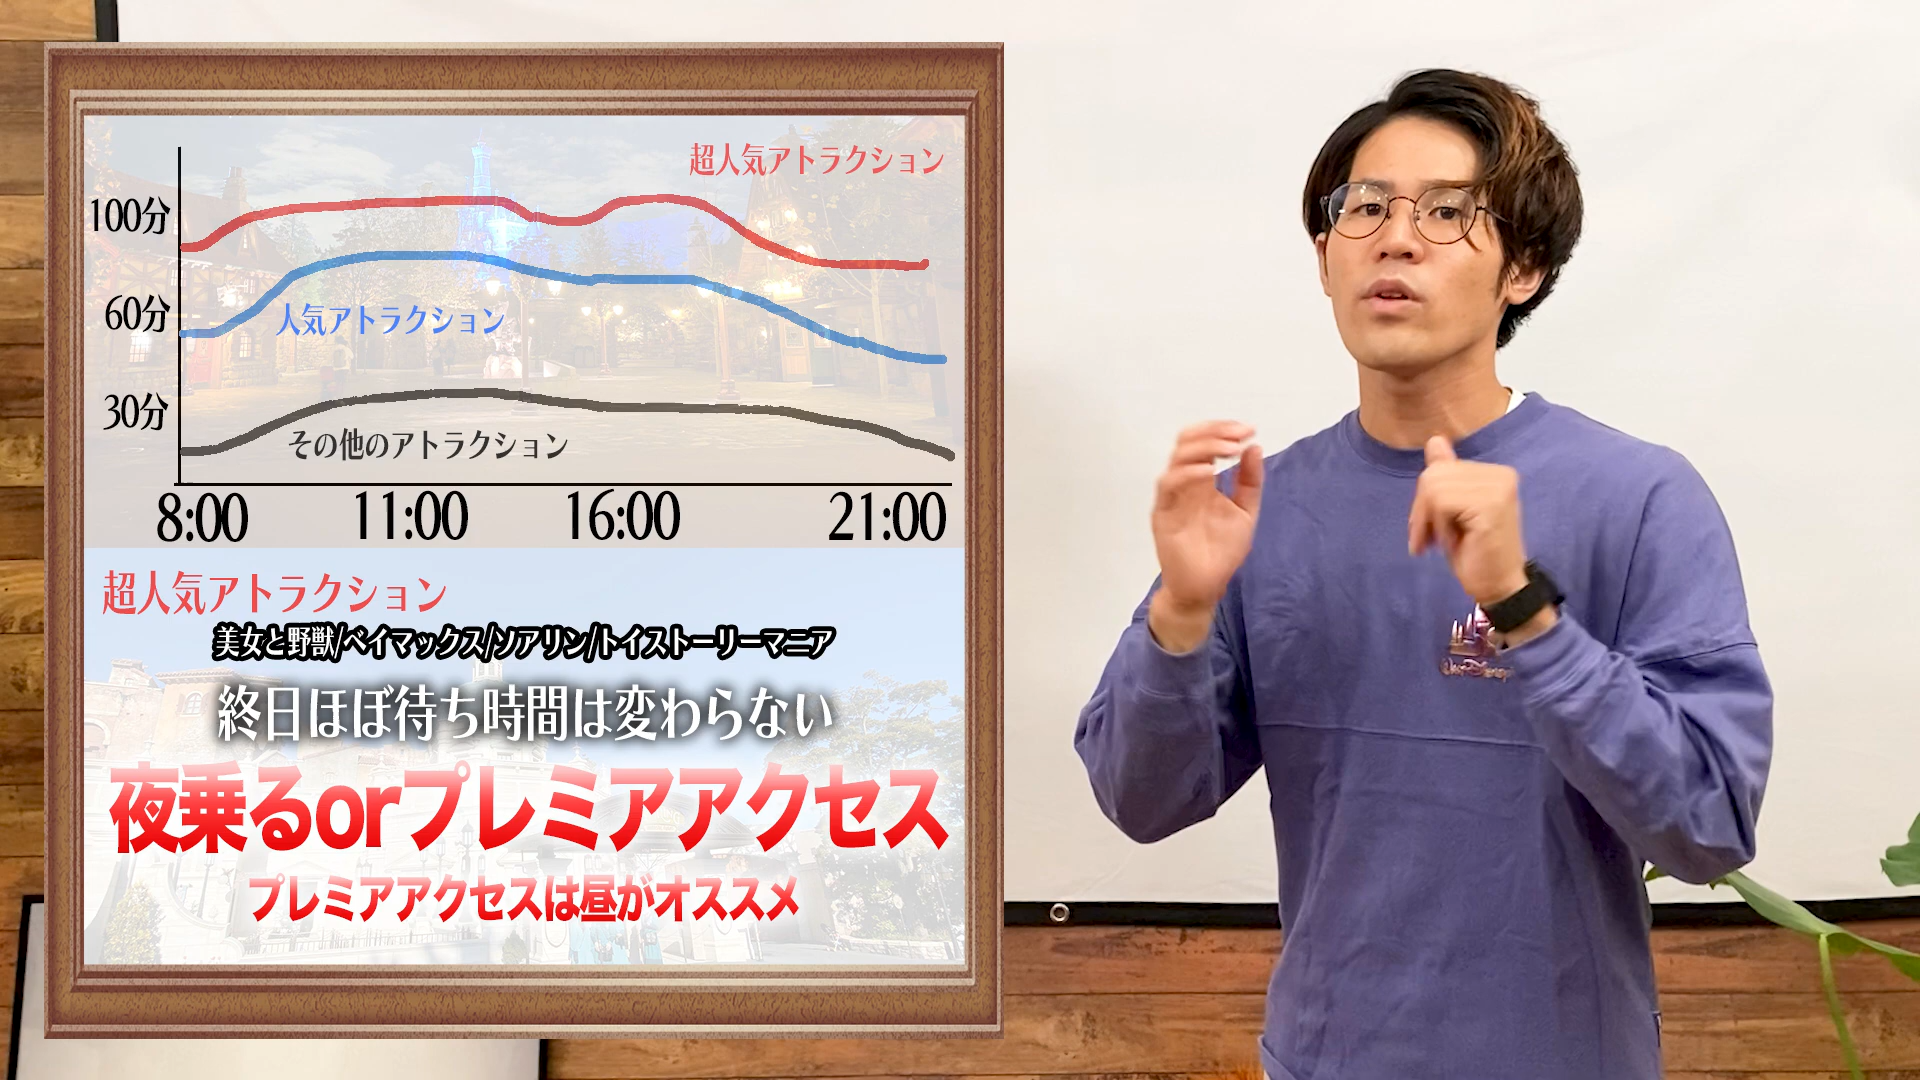 超人気アトラクション
100分
60分
人気アトラクション
30分
その他のアトラクション
8:00 11:00 16:00 21:00
超人気アトラクション
美女と野獣/ベイマックス/ソアリン/トイストーリーマニア
終日ほぼ待ち時間は変わらない
夜乗るorプレミアアクセス
プレミアアクセスは昼がオススメ
Walt Disney